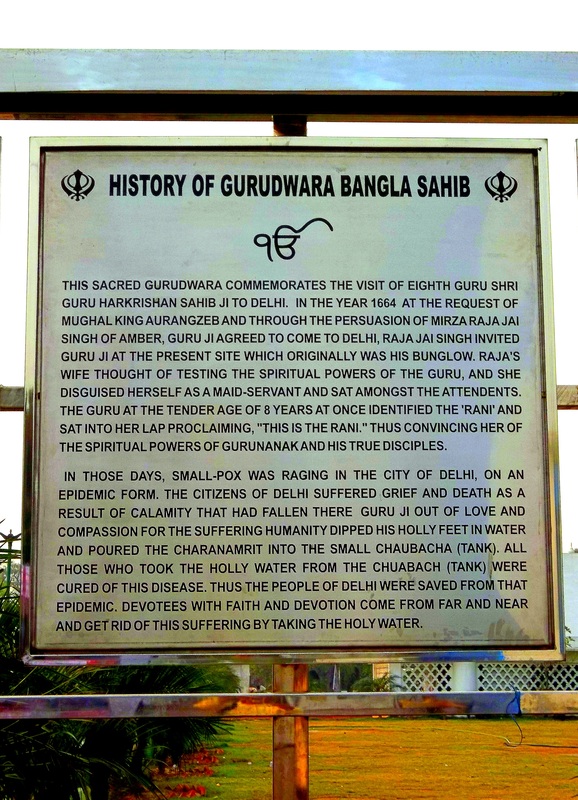 HISTORY OF GURUDWARA BANGLA SAHIB
ੴ
THIS SACRED GURUDWARA COMMEMORATES THE VISIT OF EIGHTH GURU SHRI
GURU HARKRISHAN SAHIB JI TO DELHI. IN THE YEAR 1664 AT THE REQUEST OF
MUGHAL KING AURANGZEB AND THROUGH THE PERSUASION OF MIRZA RAJA JAI
SINGH OF AMBER, GURU JI AGREED TO COME TO DELHI, RAJA JAI SINGH INVITED
GURU JI AT THE PRESENT SITE WHICH ORIGINALLY WAS HIS BUNGLOW. RAJA'S
WIFE THOUGHT OF TESTING THE SPIRITUAL POWERS OF THE GURU, AND SHE
DISGUISED HERSELF AS A MAID-SERVANT AND SAT AMONGST THE ATTENDENTS.
THE GURU AT THE TENDER AGE OF 8 YEARS AT ONCE IDENTIFIED THE 'RANI' AND
SAT INTO HER LAP PROCLAIMING, "THIS IS THE RANI." THUS CONVINCING HER OF
THE SPIRITUAL POWERS OF GURUNANAK AND HIS TRUE DISCIPLES.
IN THOSE DAYS, SMALL-POX WAS RAGING IN THE CITY OF DELHI, ON AN
EPIDEMIC FORM. THE CITIZENS OF DELHI SUFFERED GRIEF AND DEATH AS A
RESULT OF CALAMITY THAT HAD FALLEN THERE GURU JI OUT OF LOVE AND
COMPASSION FOR THE SUFFERING HUMANITY DIPPED HIS HOLLY FEET IN WATER
AND POURED THE CHARANAMRIT INTO THE SMALL CHAUBACHA (TANK). ALL
THOSE WHO TOOK THE HOLLY WATER FROM THE CHUABACH (TANK) WERE
CURED OF THIS DISEASE. THUS THE PEOPLE OF DELHI WERE SAVED FROM THAT
EPIDEMIC. DEVOTEES WITH FAITH AND DEVOTION COME FROM FAR AND NEAR
AND GET RID OF THIS SUFFERING BY TAKING THE HOLY WATER.